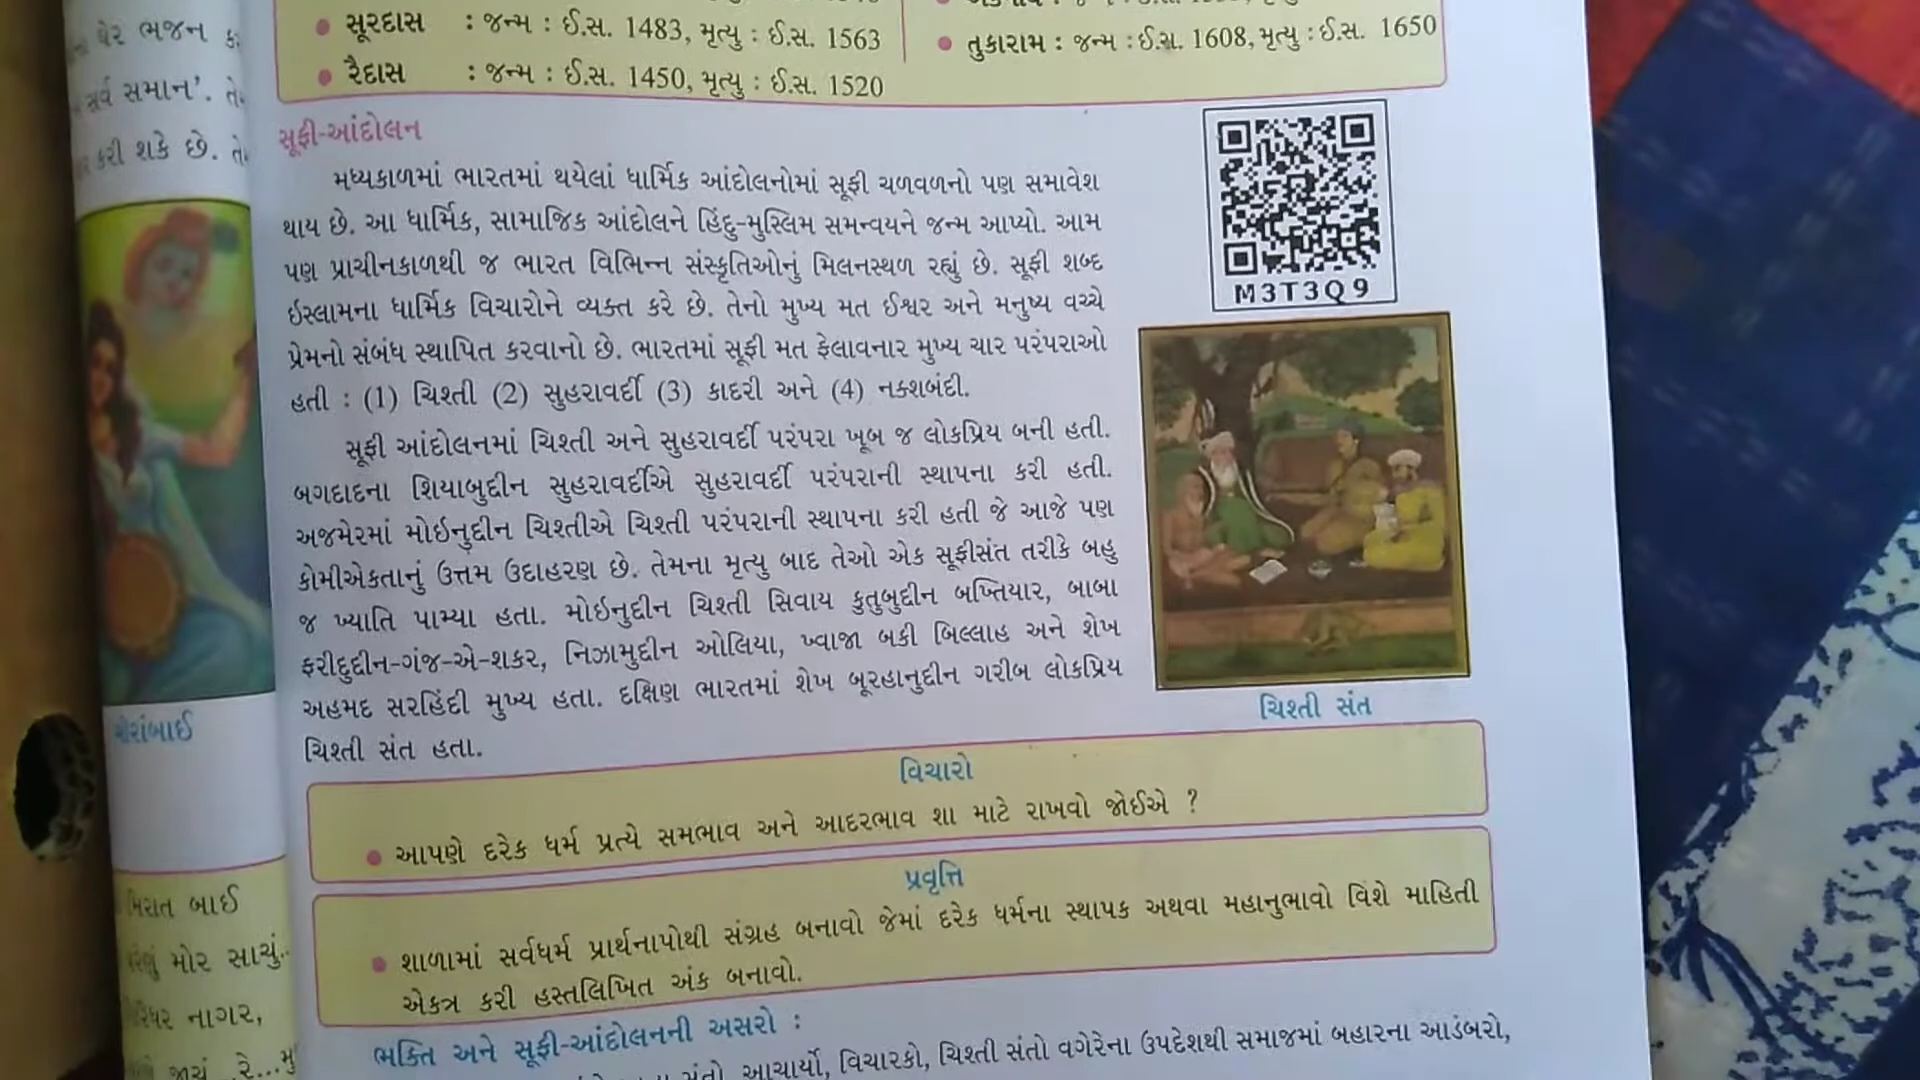 ઘેર ભજન
સર્વ સમાન'. તે
કરી શકે છે. તે
મિરાત બાઈ
મોર સાચું..
નાગર,
સૂરદાસ : જન્મ : ઈ.સ. 1483, મૃત્યુ : ઈ.સ. 1563
રૈદાસ : જન્મ : ઈ.સ. 1450, મૃત્યુ : ઈ.સ. 1520
તુકારામ : જન્મ : ઈ.સ. 1608, મૃત્યુ : ઈ.સ. 1650
સૂફી-આંદોલન
મધ્યકાળમાં ભારતમાં થયેલાં ધાર્મિક આંદોલનોમાં સૂફી ચળવળનો પણ સમાવેશ
થાય છે. આ ધાર્મિક, સામાજિક આંદોલને હિંદુ-મુસ્લિમ સમન્વયને જન્મ આપ્યો. આમ
પણ પ્રાચીનકાળથી જ ભારત વિભિન્ન સંસ્કૃતિઓનું મિલનસ્થળ રહ્યું છે. સૂફી શબ્દ
ઇસ્લામના ધાર્મિક વિચારોને વ્યક્ત કરે છે. તેનો મુખ્ય મત ઈશ્વર અને મનુષ્ય વચ્ચે
પ્રેમનો સંબંધ સ્થાપિત કરવાનો છે. ભારતમાં સૂફી મત ફેલાવનાર મુખ્ય ચાર પરંપરાઓ
હતી : (1) ચિશ્તી (2) સુહરાવર્દી (3) કાદરી અને (4) નક્શબંદી.
સૂફી આંદોલનમાં ચિશ્તી અને સુહરાવર્દી પરંપરા ખૂબ જ લોકપ્રિય બની હતી.
બગદાદના શિયાબુદ્દીન સુહરાવર્દીએ સુહરાવર્દી પરંપરાની સ્થાપના કરી હતી.
અજમેરમાં મોઇનુદ્દીન ચિશ્તીએ ચિશ્તી પરંપરાની સ્થાપના કરી હતી જે આજે પણ
કોમીએકતાનું ઉત્તમ ઉદાહરણ છે. તેમના મૃત્યુ બાદ તેઓ એક સૂફીસંત તરીકે બહુ
જ ખ્યાતિ પામ્યા હતા. મોઇનુદ્દીન ચિશ્તી સિવાય કુતુબુદ્દીન બખ્તિયાર, બાબા
ફરીદુદ્દીન-ગંજ-એ-શકર, નિઝામુદ્દીન ઓલિયા, ખ્વાજા બકી બિલ્લાહ અને શેખ
અહમદ સરહિંદી મુખ્ય હતા. દક્ષિણ ભારતમાં શેખ બૂરહાનુદ્દીન ગરીબ લોકપ્રિય
ચિશ્તી સંત હતા.
M3T3Q9
ચિશ્તી સંત
વિચારો
આપણે દરેક ધર્મ પ્રત્યે સમભાવ અને આદરભાવ શા માટે રાખવો જોઈએ ?
પ્રવૃત્તિ
શાળામાં સર્વધર્મ પ્રાર્થનાપોથી સંગ્રહ બનાવો જેમાં દરેક ધર્મના સ્થાપક અથવા મહાનુભાવો વિશે માહિતી
એકત્ર કરી હસ્તલિખિત અંક બનાવો.
ભક્તિ અને સૂફી-આંદોલનની અસરો :
આચાર્યો, વિચારકો, ચિશ્તી સંતો વગેરેના ઉપદેશથી સમાજમાં બહારના આડંબરો,